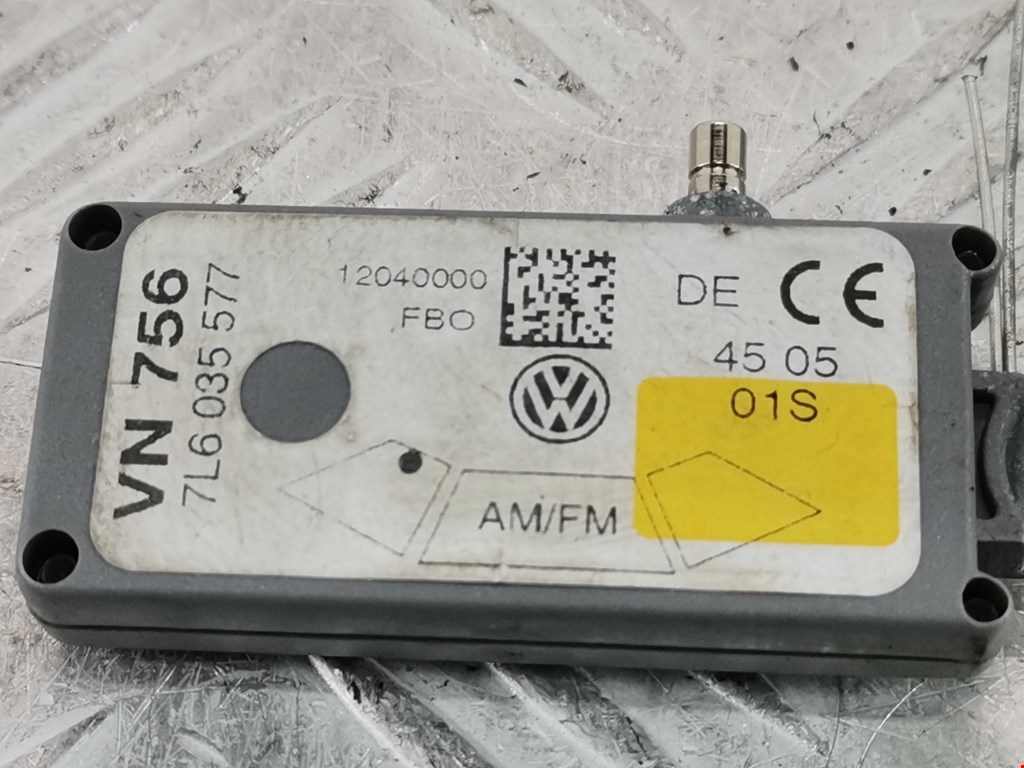 VN 756
7L6 035 577
12040000
FBO
DE CE
45 05
01S
AM/FM